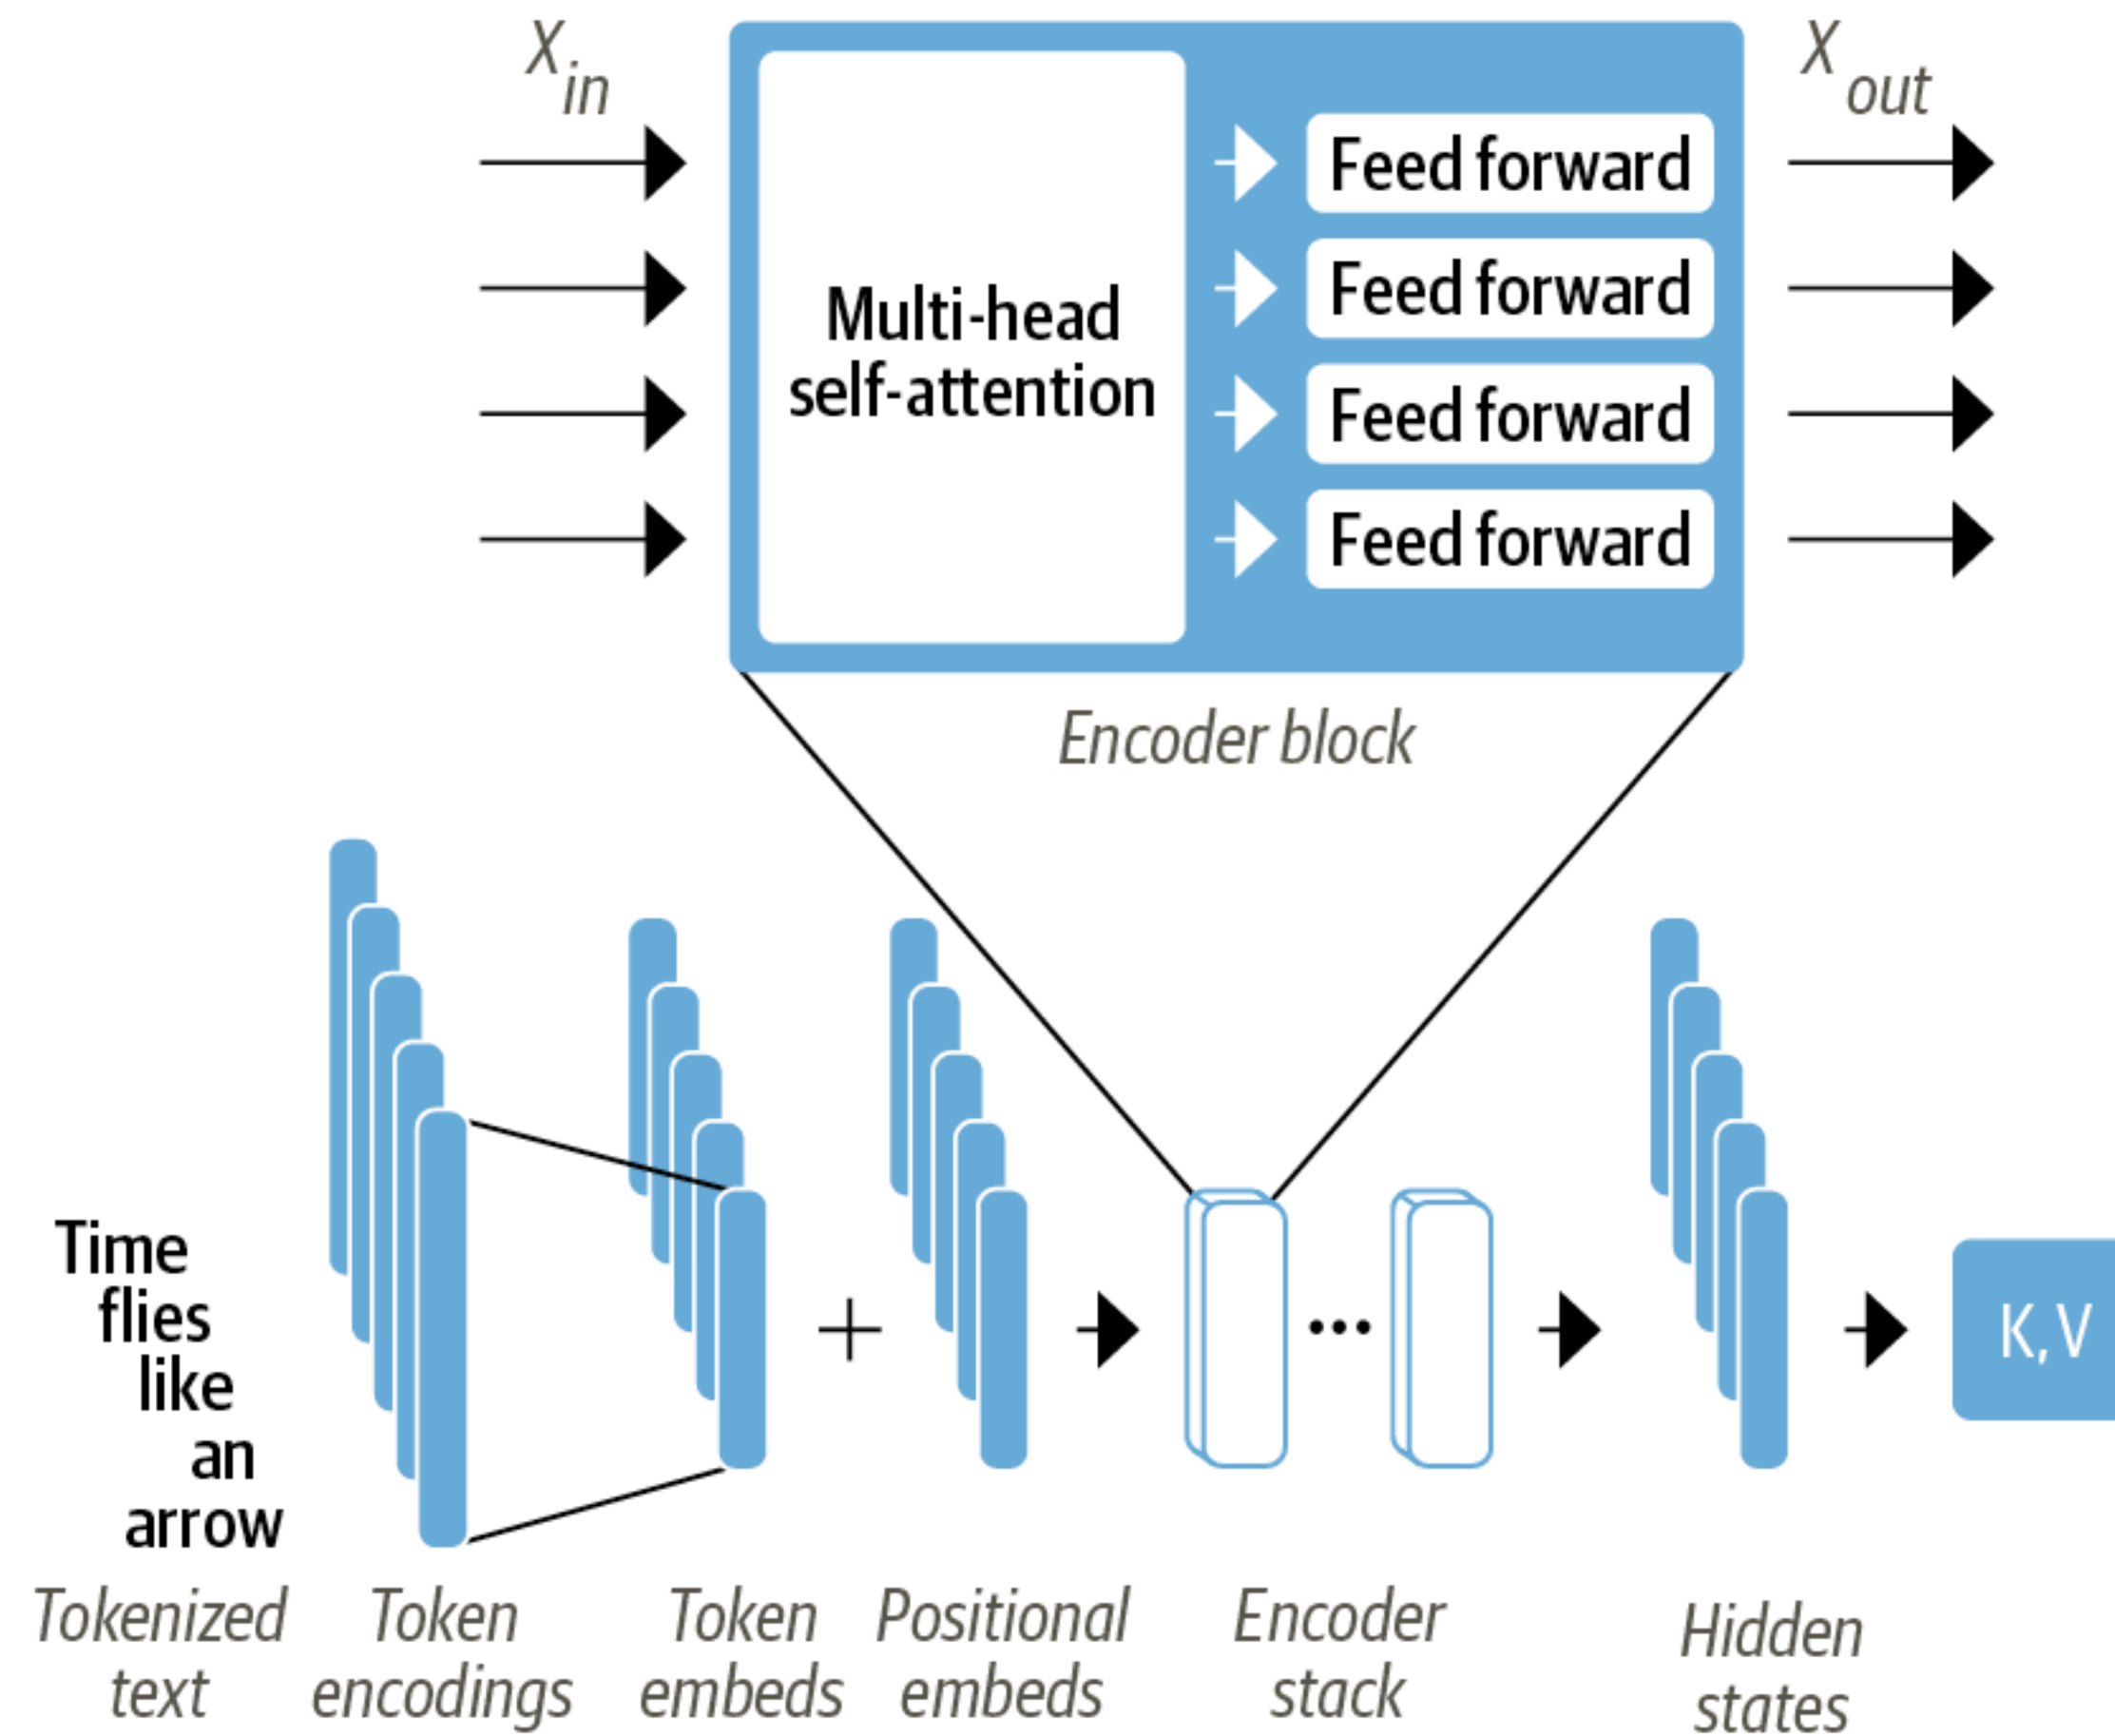 X in
X out
Multi-head
self-attention
Feed forward
Feed forward
Feed forward
Feed forward
Encoder block
Time
flies
like
an
arrow
+
...
K,V
Tokenized
text
Token
encodings
Token
embeds
Positional
embeds
Encoder
stack
Hidden
states